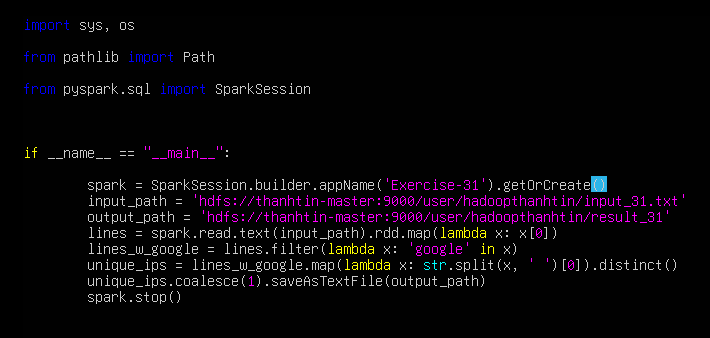 import sys, os
from pathlib import Path
from pyspark.sql import SparkSession
if __name__ == "__main__":
spark = SparkSession.builder.appName('Exercise-31').getOrCreate()
input_path = 'hdfs://thanhtin-master:9000/user/hadoopthanhtin/input_31.txt'
output_path = 'hdfs://thanhtin-master:9000/user/hadoopthanhtin/result_31'
lines = spark.read.text(input_path).rdd.map(lambda x: x[0])
lines_w_google = lines.filter(lambda x: 'google' in x)
unique_ips = lines_w_google.map(lambda x: str.split(x, ' ')[0]).distinct()
unique_ips.coalesce(1).saveAsTextFile(output_path)
spark.stop()